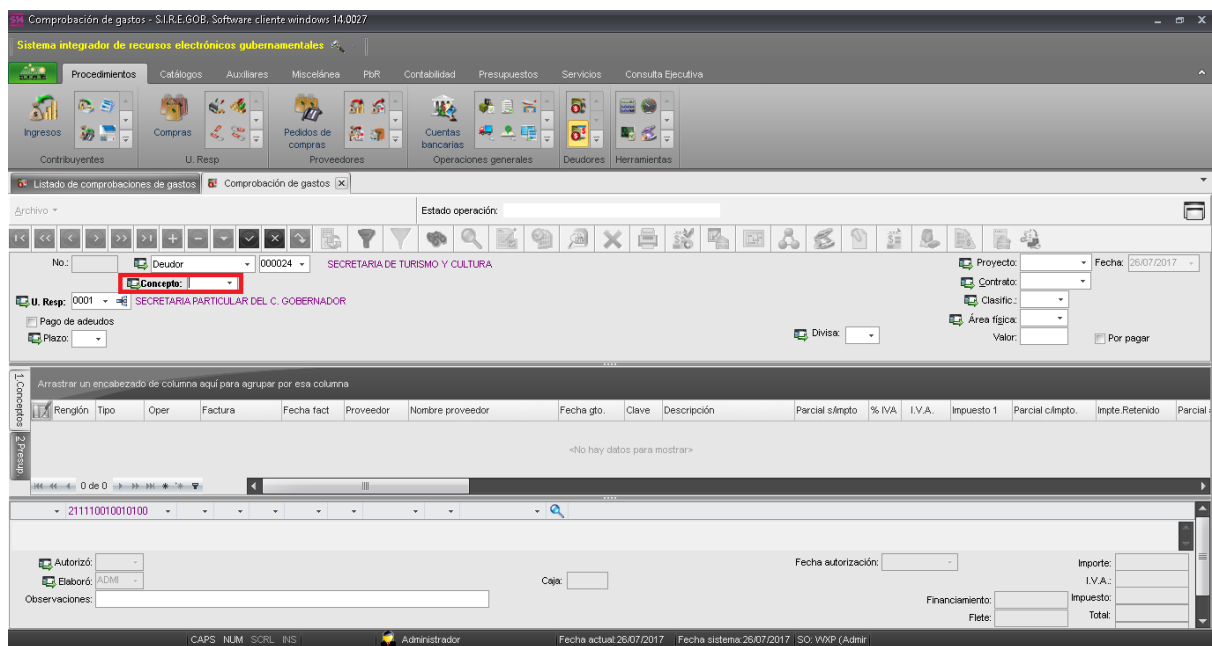 Comprobación de gastos - S.I.R.E.GOB. Software cliente windows 14.0027
Sistema integrador de recursos electrónicos gubernamentales
Procedimientos Catálogos Auxiliares Miscelánea PbR Contabilidad Presupuestos Servicios Consulta Ejecutiva
Ingresos Compras Pedidos de compras Cuentas bancarias
Contribuyentes U. Resp Proveedores Operaciones generales Deudores Herramientas
Listado de comprobaciones de gastos Comprobación de gastos
Archivo Estado operación:
No.: Deudor 000024 SECRETARIA DE TURISMO Y CULTURA Proyecto: Fecha: 26/07/2017
Concepto: Contrato:
U. Resp: 0001 SECRETARIA PARTICULAR DEL C. GOBERNADOR Clasific.:
Pago de adeudos Área física:
Plazo: Divisa: Valor: Por pagar
1.Conceptos
2.Presup.
Arrastrar un encabezado de columna aquí para agrupar por esa columna
Renglón Tipo Oper Factura Fecha fact Proveedor Nombre proveedor Fecha gto. Clave Descripción Parcial s/impto % IVA I.V.A. Impuesto 1 Parcial c/impto. Impte.Retenido Parcial
<No hay datos para mostrar>
0 de 0
211110010010100
Autorizó: Fecha autorización: Importe:
Elaboró: ADMI Caja: I.V.A.:
Observaciones: Financiamiento: Impuesto:
Flete: Total:
CAPS NUM SCRL INS Administrador Fecha actual:26/07/2017 Fecha sistema:26/07/2017 SO: WXP (Admir